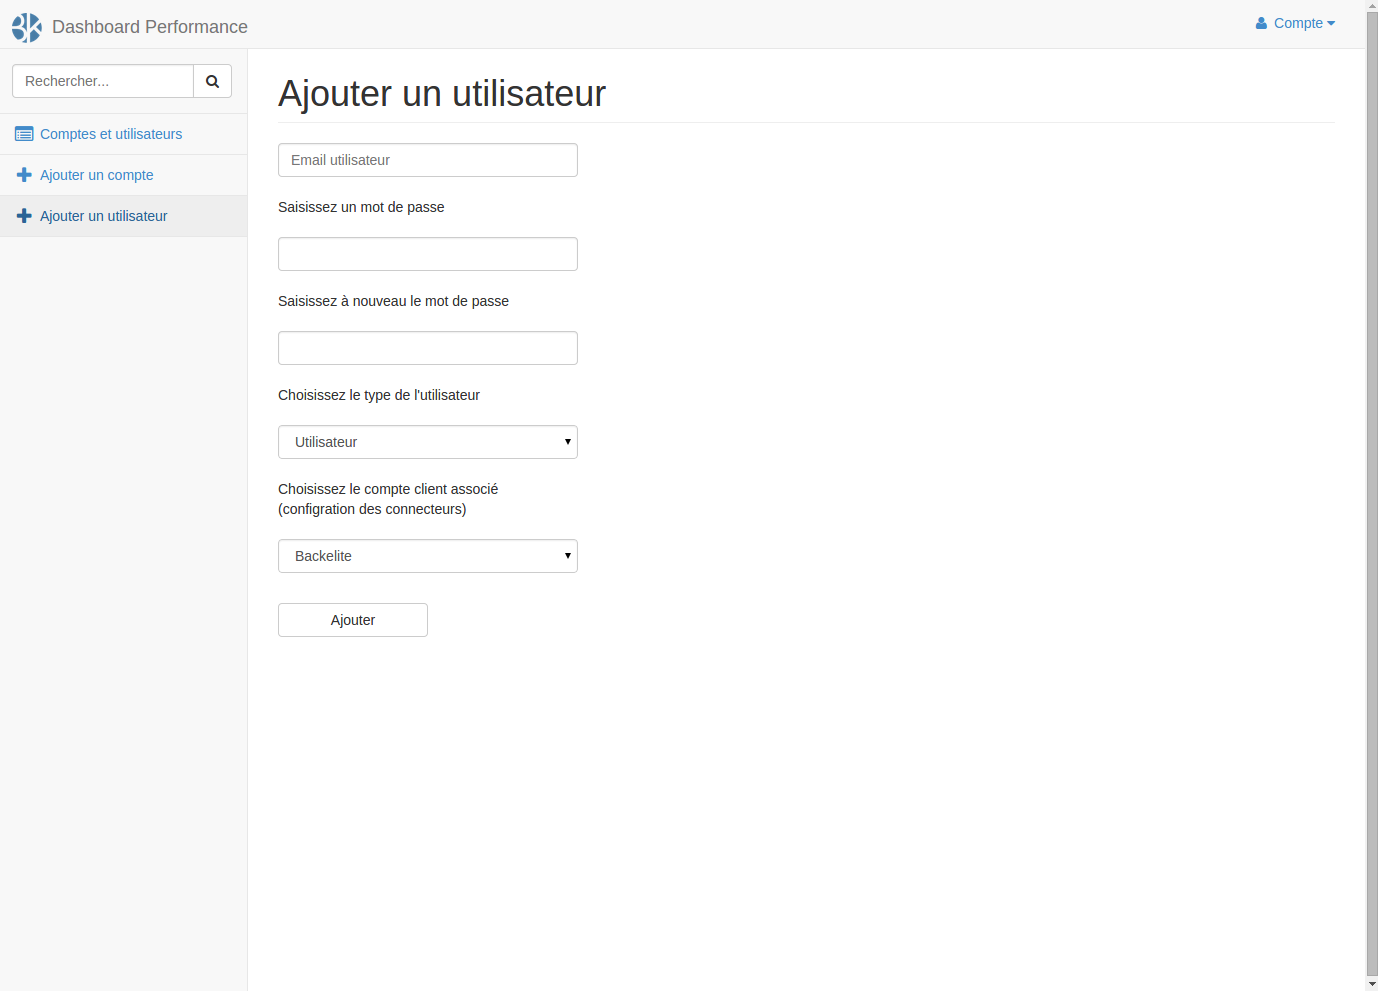 Dashboard Performance
Compte
Rechercher...
Comptes et utilisateurs
Ajouter un compte
Ajouter un utilisateur
Ajouter un utilisateur
Email utilisateur
Saisissez un mot de passe
Saisissez à nouveau le mot de passe
Choisissez le type de l'utilisateur
Utilisateur
Choisissez le compte client associé
(configration des connecteurs)
Backelite
Ajouter